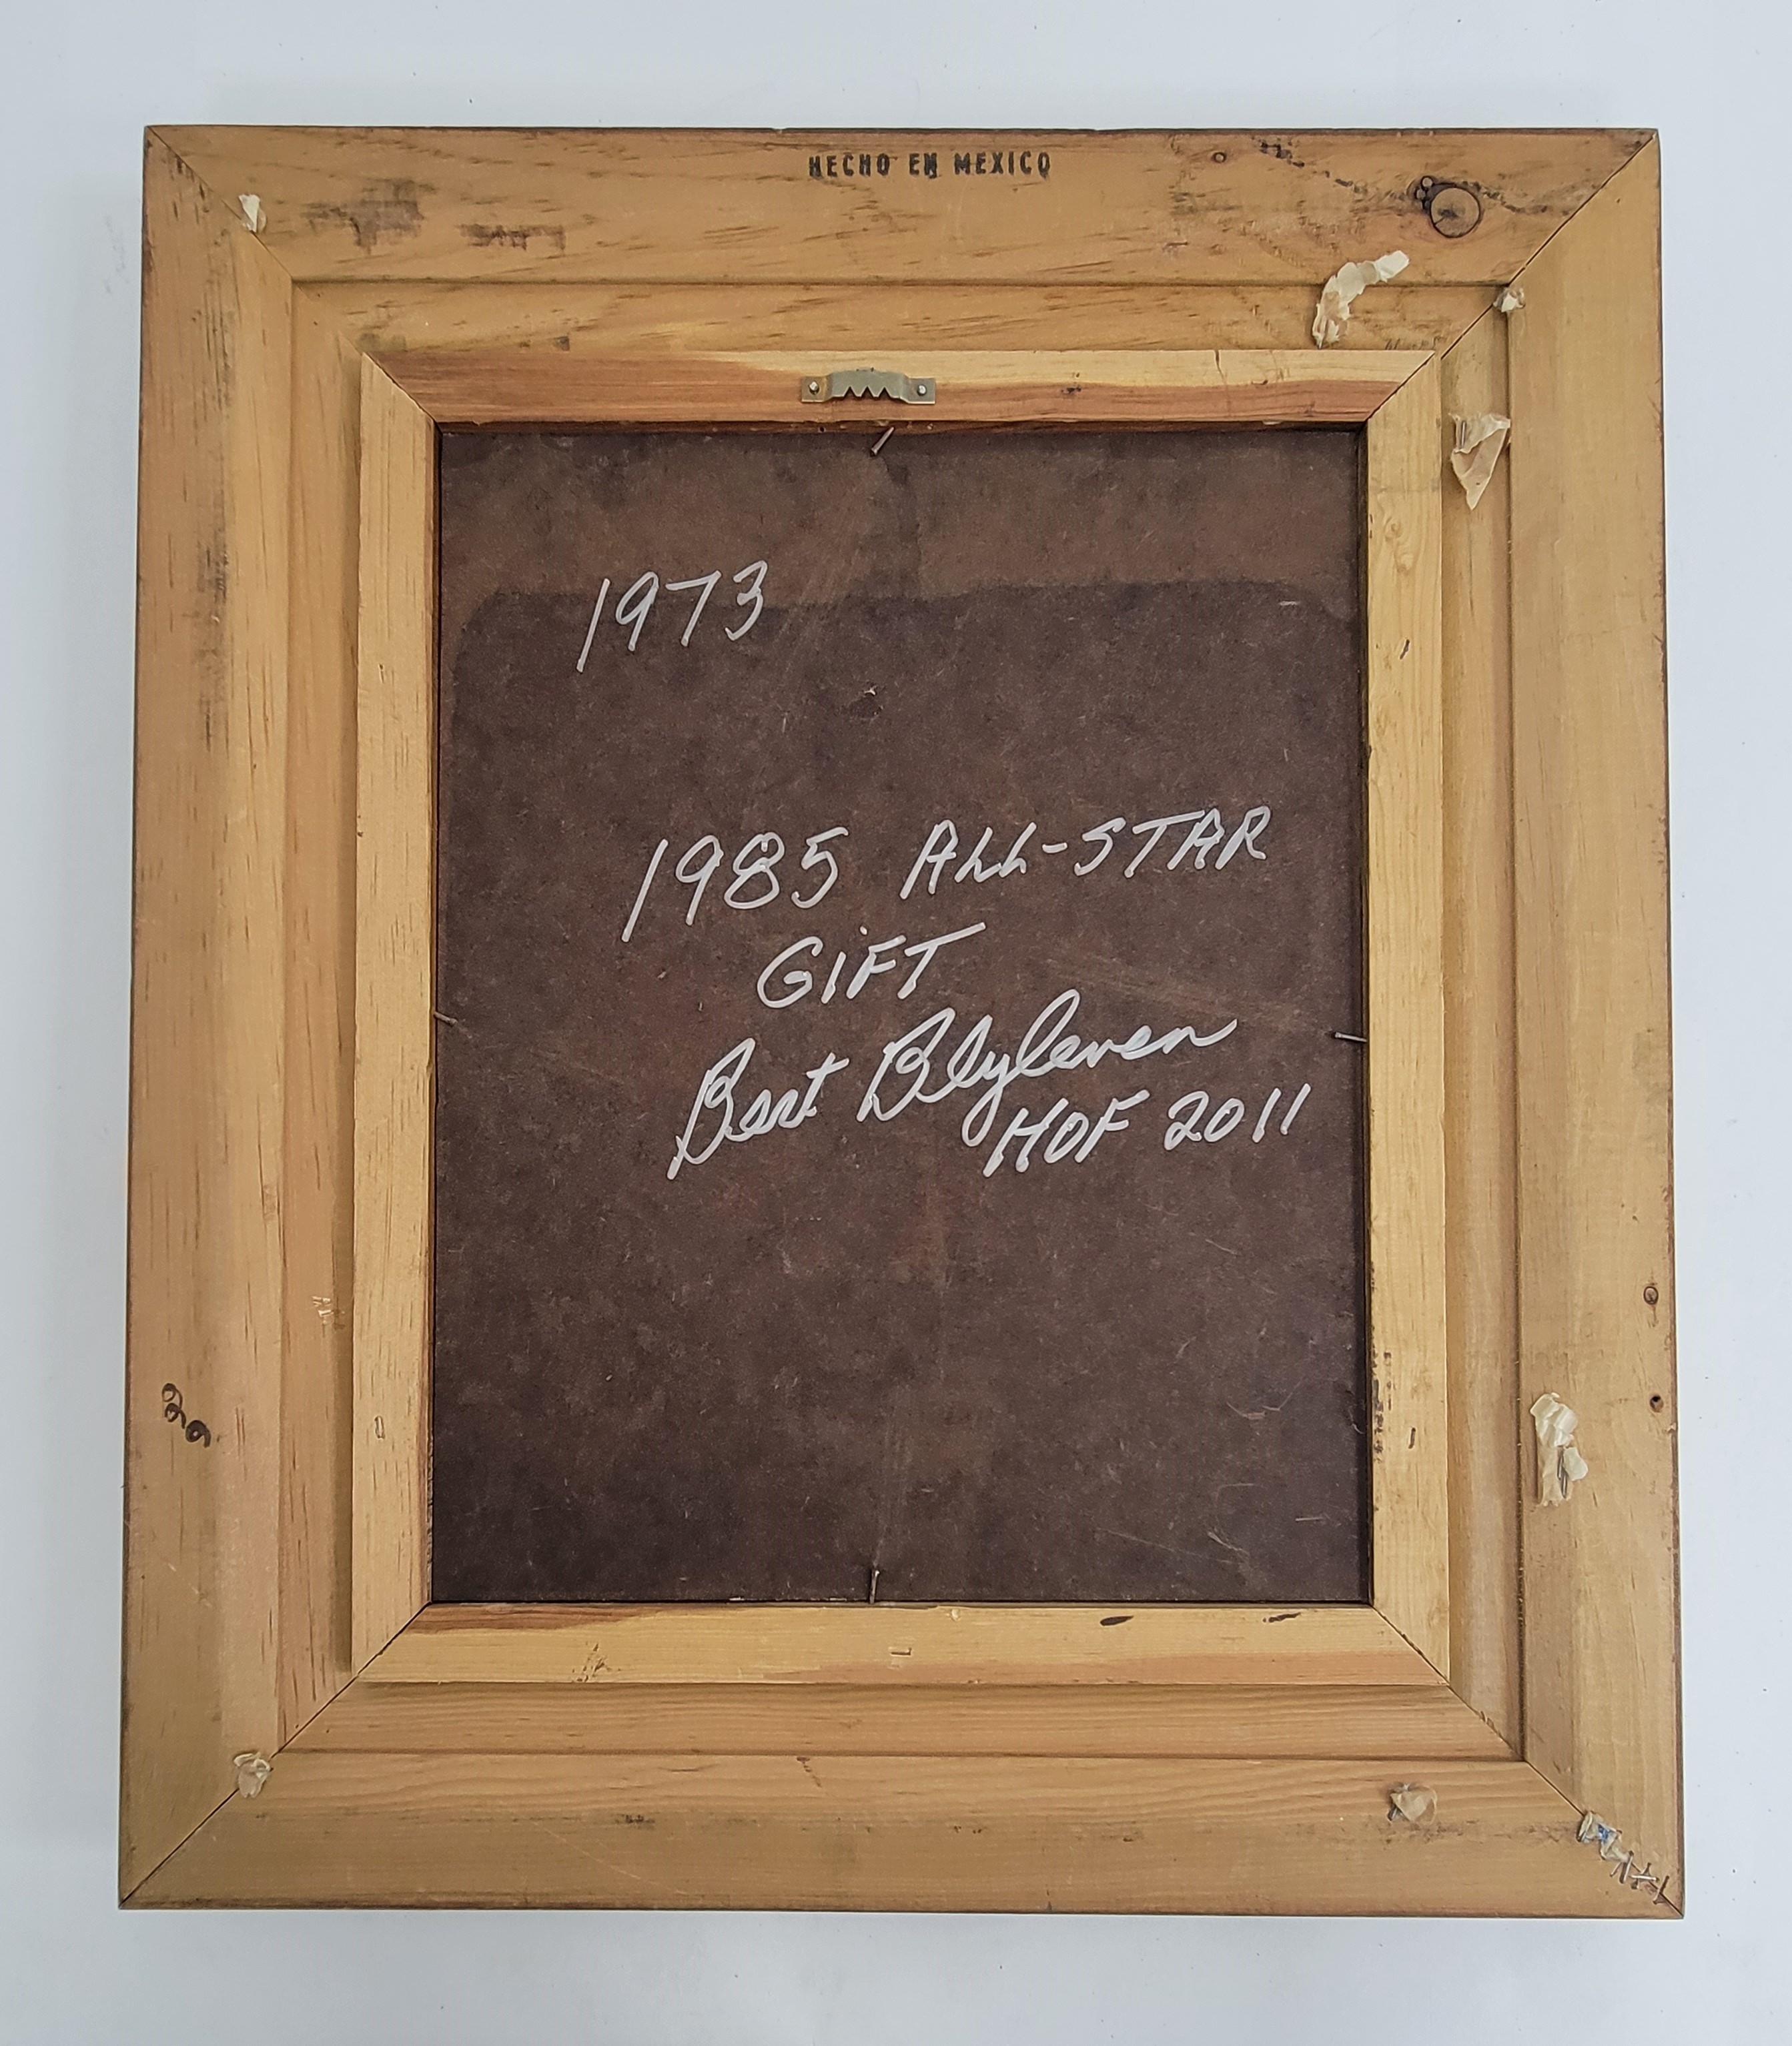 HECHO EN MEXICO
1973
1985 ALL-STAR
GIFT
Bert Blyleven
HOF 2011